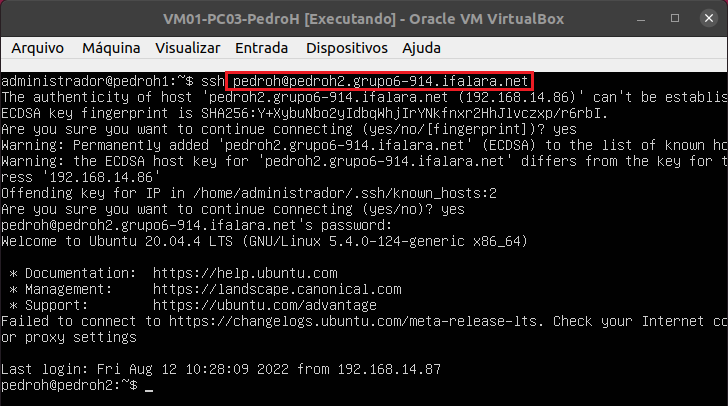 VM01-PC03-PedroH [Executando] - Oracle VM VirtualBox
Arquivo Máquina Visualizar Entrada Dispositivos Ajuda
administrador@pedroh1:~$ ssh pedroh@pedroh2.grupo6-914.ifalara.net
The authenticity of host 'pedroh2.grupo6-914.ifalara.net (192.168.14.86)' can't be establis
ECDSA key fingerprint is SHA256:Y+XybuNbo2yIdbqWhjIrYNkfnxr2HhJlvczxp/r6rbI.
Are you sure you want to continue connecting (yes/no/[fingerprint])? yes
Warning: Permanently added 'pedroh2.grupo6-914.ifalara.net' (ECDSA) to the list of known ho
Warning: the ECDSA host key for 'pedroh2.grupo6-914.ifalara.net' differs from the key for t
ress '192.168.14.86'
Offending key for IP in /home/administrador/.ssh/known_hosts:2
Are you sure you want to continue connecting (yes/no)? yes
pedroh@pedroh2.grupo6-914.ifalara.net's password:
Welcome to Ubuntu 20.04.4 LTS (GNU/Linux 5.4.0-124-generic x86_64)
* Documentation: https://help.ubuntu.com
* Management: https://landscape.canonical.com
* Support: https://ubuntu.com/advantage
Failed to connect to https://changelogs.ubuntu.com/meta-release-lts. Check your Internet co
or proxy settings
Last login: Fri Aug 12 10:28:09 2022 from 192.168.14.87
pedroh@pedroh2:~$ _